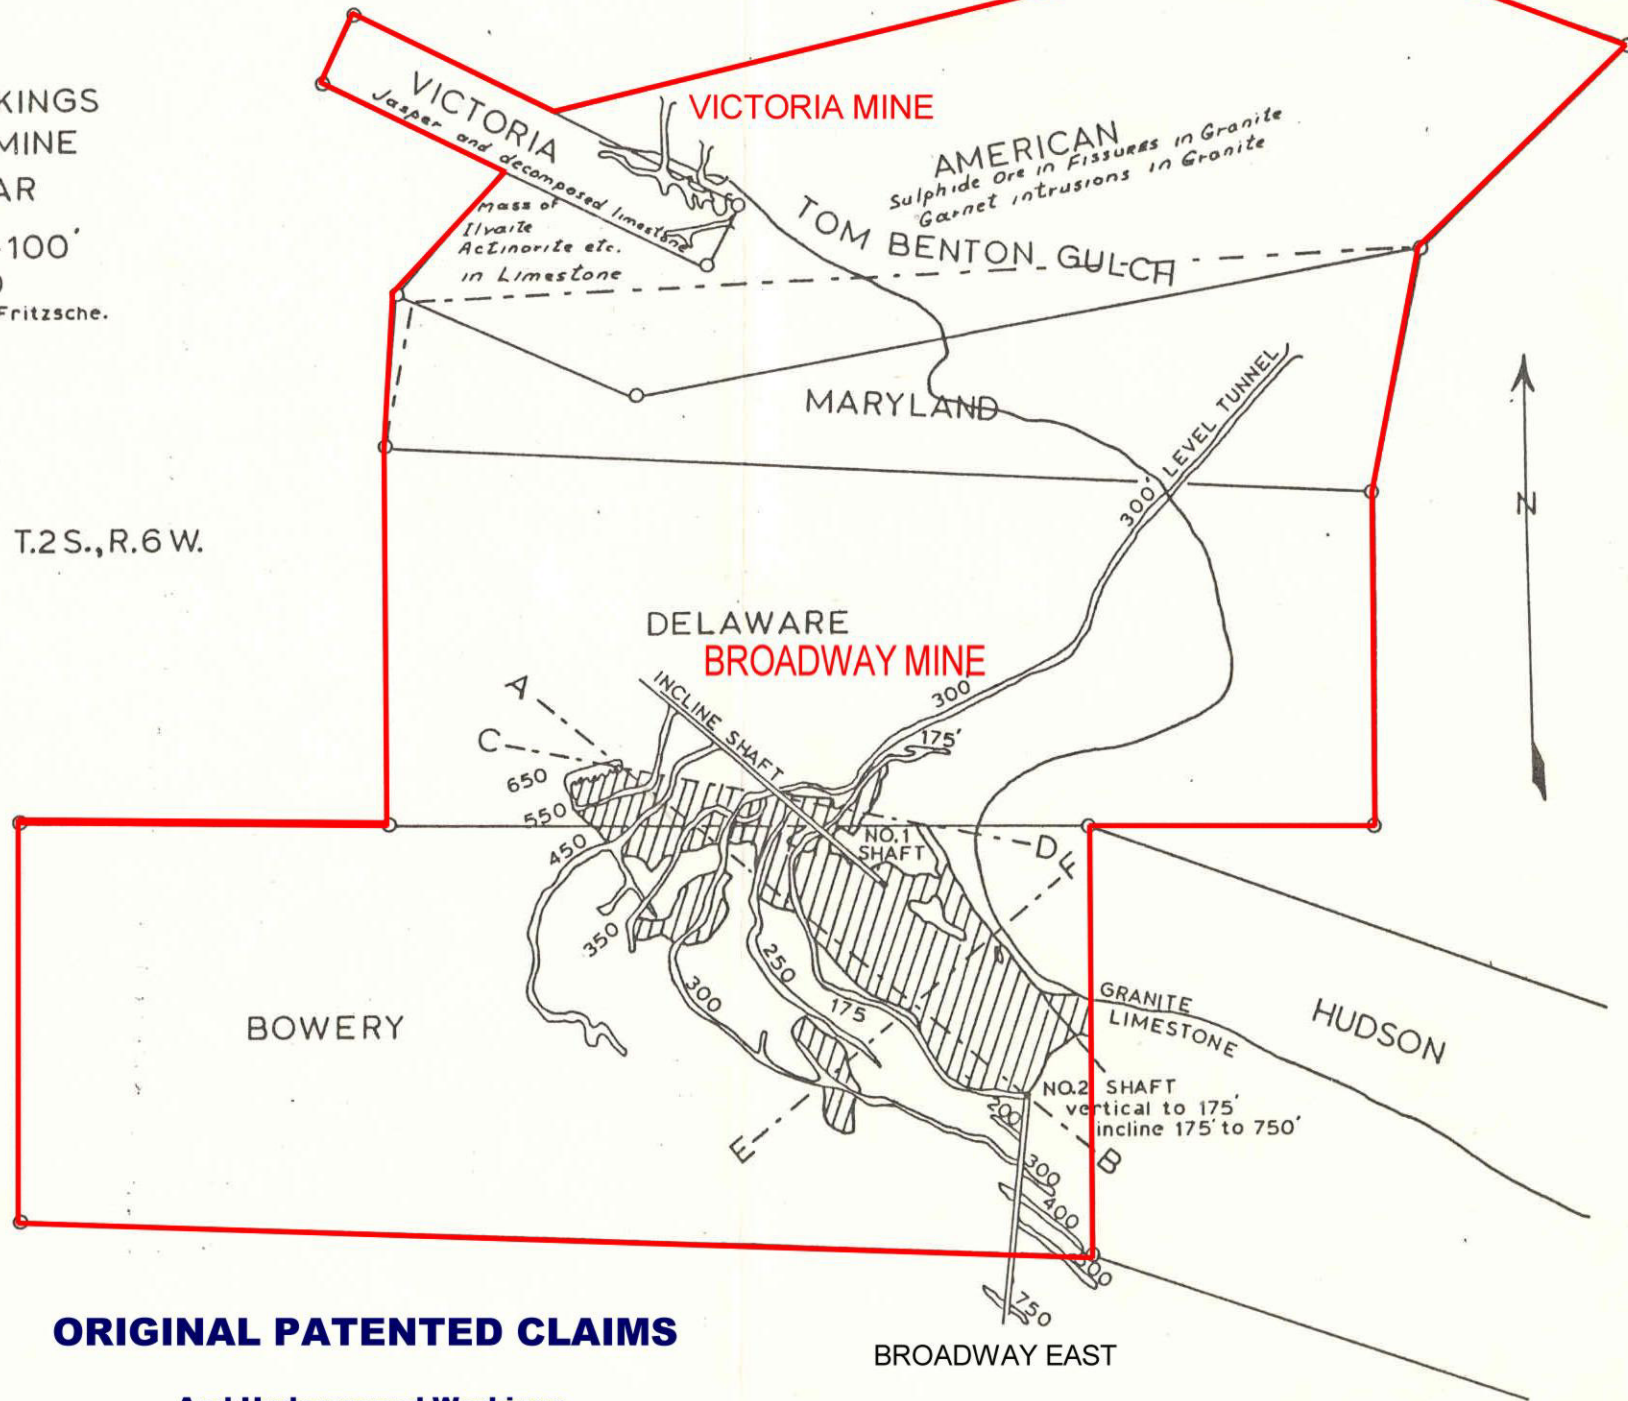 KINGS
MINE
AR
100'
Fritzsche.
T.2 S., R.6 W.
VICTORIA
Jasper and decomposed limestone
VICTORIA MINE
AMERICAN
Sulphide Ore in Fissures in Granite
Garnet intrusions in Granite
Mass of
Ilvaite
Actinorite etc.
in Limestone
TOM BENTON GULCH
MARYLAND
300' LEVEL TUNNEL
N
DELAWARE
BROADWAY MINE
INCLINE SHAFT
300'
175'
A
C
650
550
450
350
300
250
175
NO.1
SHAFT
D
F
BOWERY
GRANITE
LIMESTONE
HUDSON
NO.2 SHAFT
vertical to 175'
incline 175' to 750'
E
B
200
300
400
750
BROADWAY EAST
ORIGINAL PATENTED CLAIMS